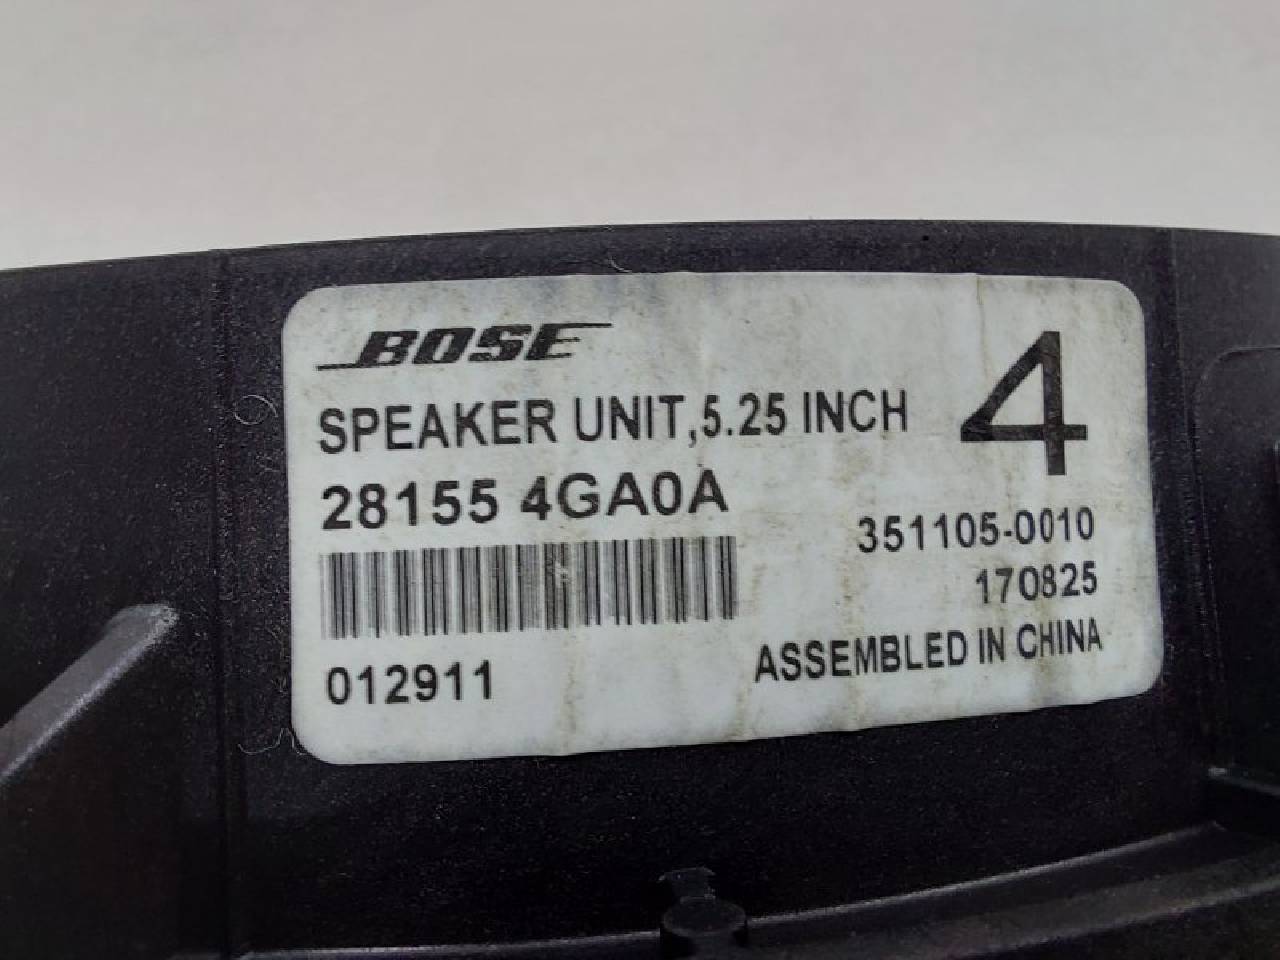 BOSE
SPEAKER UNIT,5.25 INCH
4
28155 4GA0A
351105-0010
170825
012911
ASSEMBLED IN CHINA